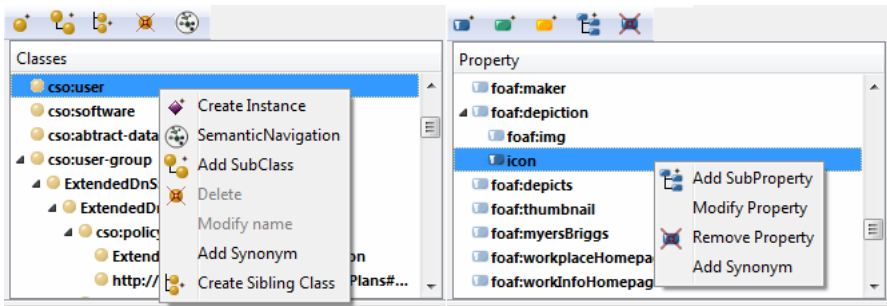 Classes
cso:user
cso:software
cso:abtract-data
cso:user-group
ExtendedDnS
ExtendedD
cso:policy
Extend on
http:// Plans#...
Create Instance
SemanticNavigation
Add SubClass
Delete
Modify name
Add Synonym
Create Sibling Class
Property
foaf:maker
foaf:depiction
foaf:img
icon
foaf:depicts
foaf:thumbnail
foaf:myersBriggs
foaf:workplaceHomepa
foaf:workInfoHomepag
Add SubProperty
Modify Property
Remove Property
Add Synonym